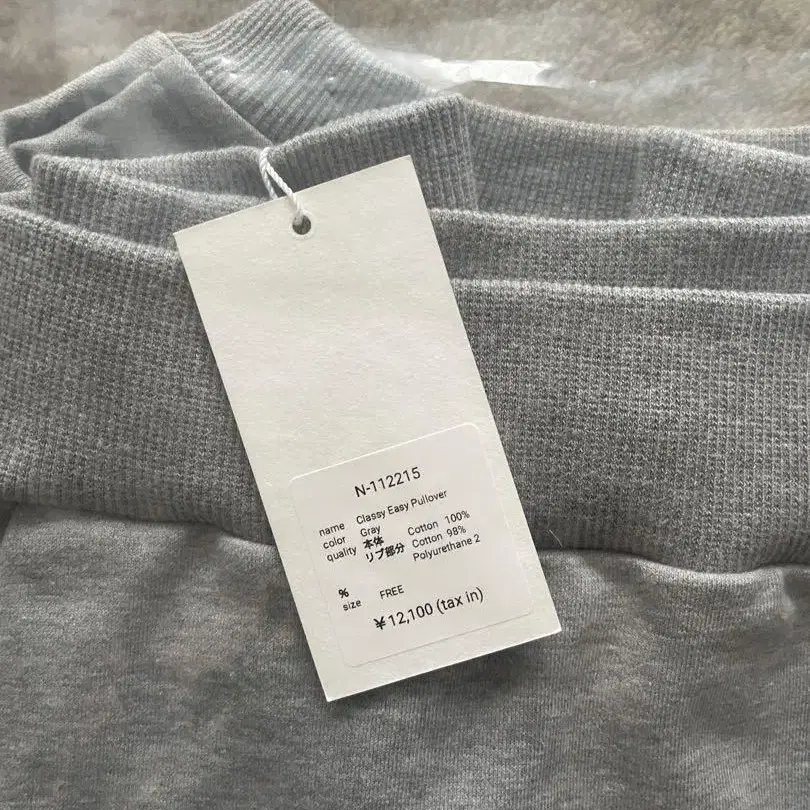 N-112215
name Classy Easy Pullover
color Gray
quality 本体 Cotton 100%
リブ部分 Cotton 98%
Polyurethane 2
%
size FREE
¥12,100 (tax in)